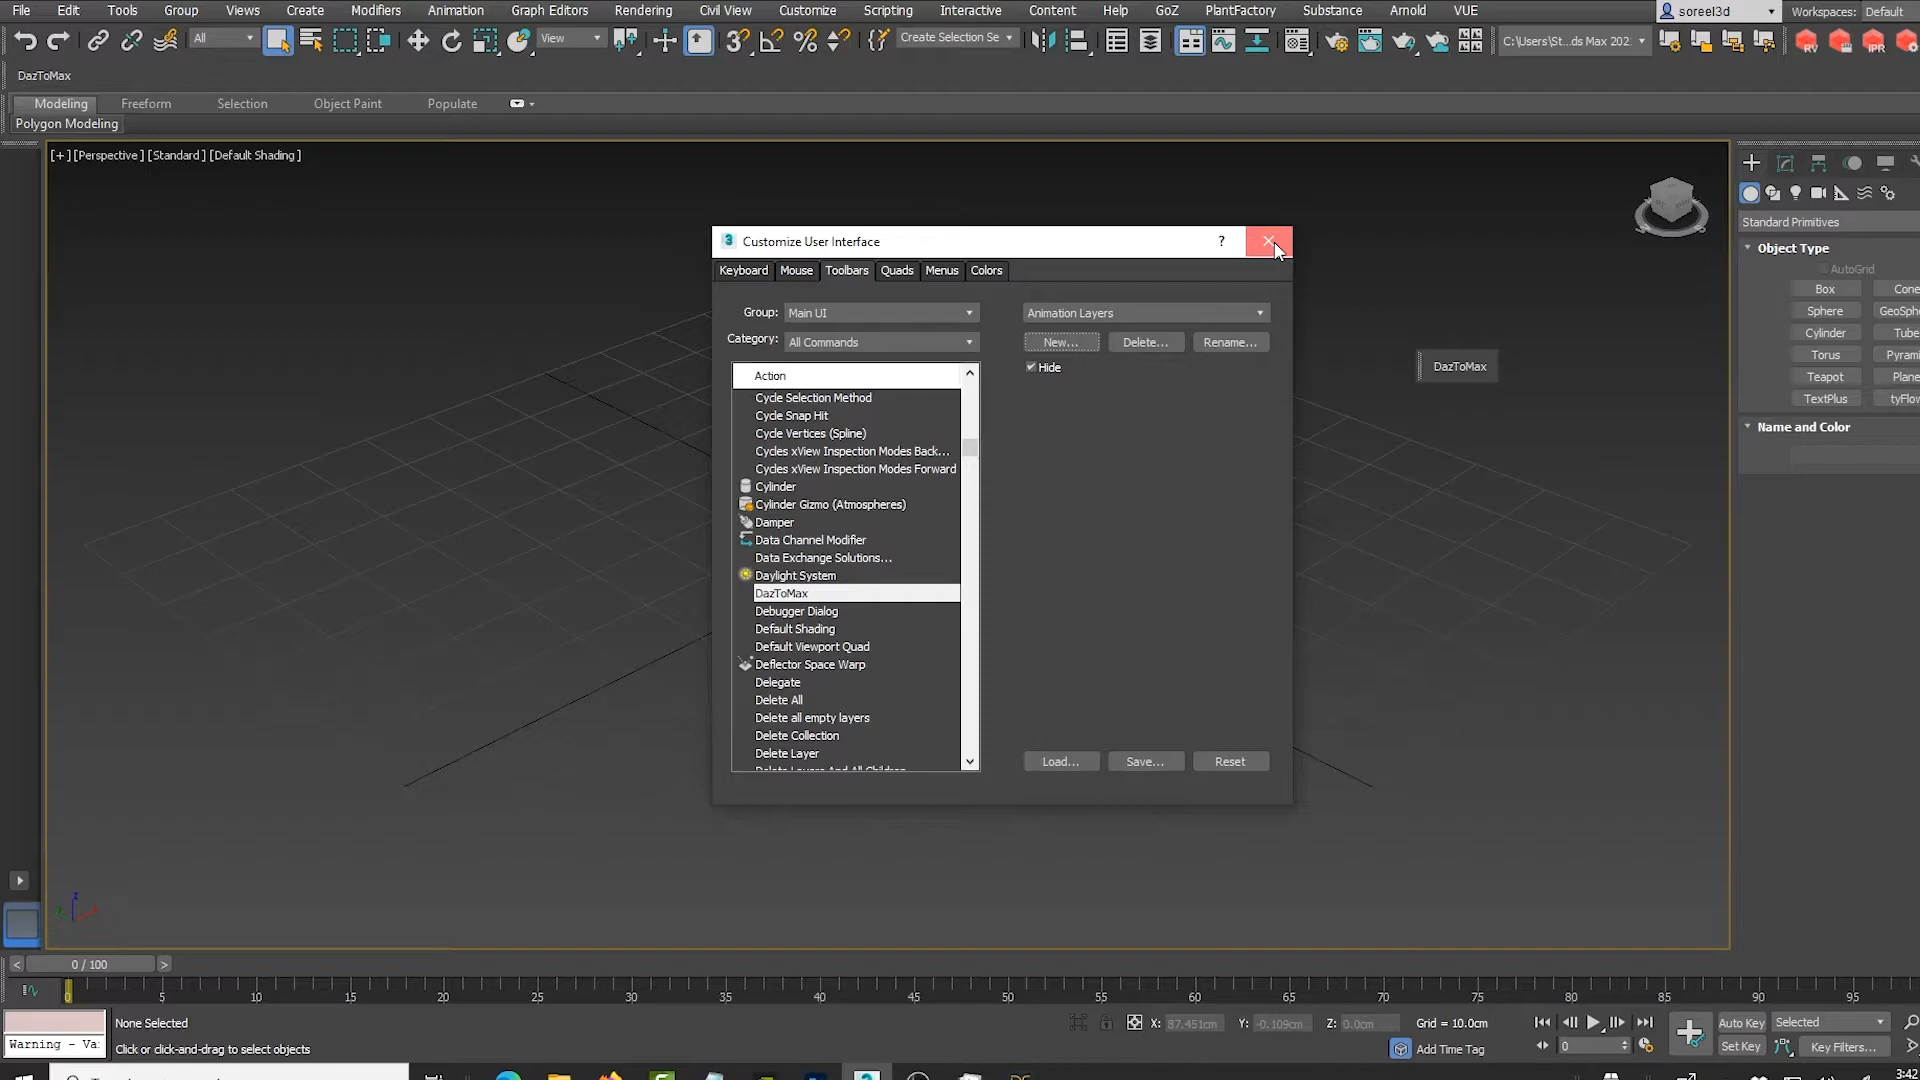 File Edit Tools Group Views Create Modifiers Animation Graph Editors Rendering Civil View Customize Scripting Interactive Content Help GoZ PlantFactory Substance Arnold VUE soreel3d Workspaces: Default
All View Create Selection Se C:\Users\St...ds Max 202: RV IPR
DazToMax
Modeling Freeform Selection Object Paint Populate
Polygon Modeling
[+] [Perspective] [Standard] [Default Shading]
Standard Primitives
Object Type
AutoGrid
Box Cone
Sphere GeoSphe
Cylinder Tube
Torus Pyrami
Teapot Plane
TextPlus tyFlow
Name and Color
Customize User Interface ?
Keyboard Mouse Toolbars Quads Menus Colors
Group: Main UI Animation Layers
Category: All Commands New... Delete... Rename...
Hide
DazToMax
Action
Cycle Selection Method
Cycle Snap Hit
Cycle Vertices (Spline)
Cycles xView Inspection Modes Back...
Cycles xView Inspection Modes Forward
Cylinder
Cylinder Gizmo (Atmospheres)
Damper
Data Channel Modifier
Data Exchange Solutions...
Daylight System
DazToMax
Debugger Dialog
Default Shading
Default Viewport Quad
Deflector Space Warp
Delegate
Delete All
Delete all empty layers
Delete Collection
Delete Layer
Delete Layers And All Children
Load... Save... Reset
< 0 / 100 >
0 5 10 15 20 25 30 35 40 45 50 55 60 65 70 75 80 85 90 95
None Selected X: 87.451cm Y: -0.109cm Z: 0.0cm Grid = 10.0cm Auto Key Selected
Warning - Va: Click or click-and-drag to select objects Add Time Tag 0 Set Key Key Filters...
3:42